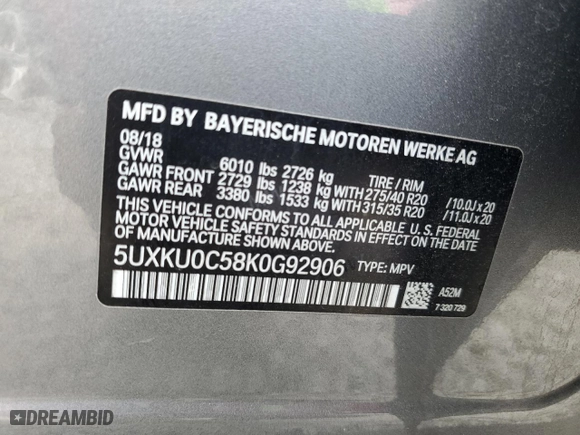 MFD BY BAYERISCHE MOTOREN WERKE AG
08/18
GVWR 6010 lbs 2726 kg TIRE / RIM
GAWR FRONT 2729 lbs 1238 kg WITH 275/40 R20 /10.0J x 20
GAWR REAR 3380 lbs 1533 kg WITH 315/35 R20 /11.0J x 20
THIS VEHICLE CONFORMS TO ALL APPLICABLE U.S. FEDERAL
MOTOR VEHICLE SAFETY STANDARDS IN EFFECT ON THE DATE OF
MANUFACTURE SHOWN ABOVE.
5UXKU0C58K0G92906 TYPE: MPV
A52M
7 320 729
DREAMBID